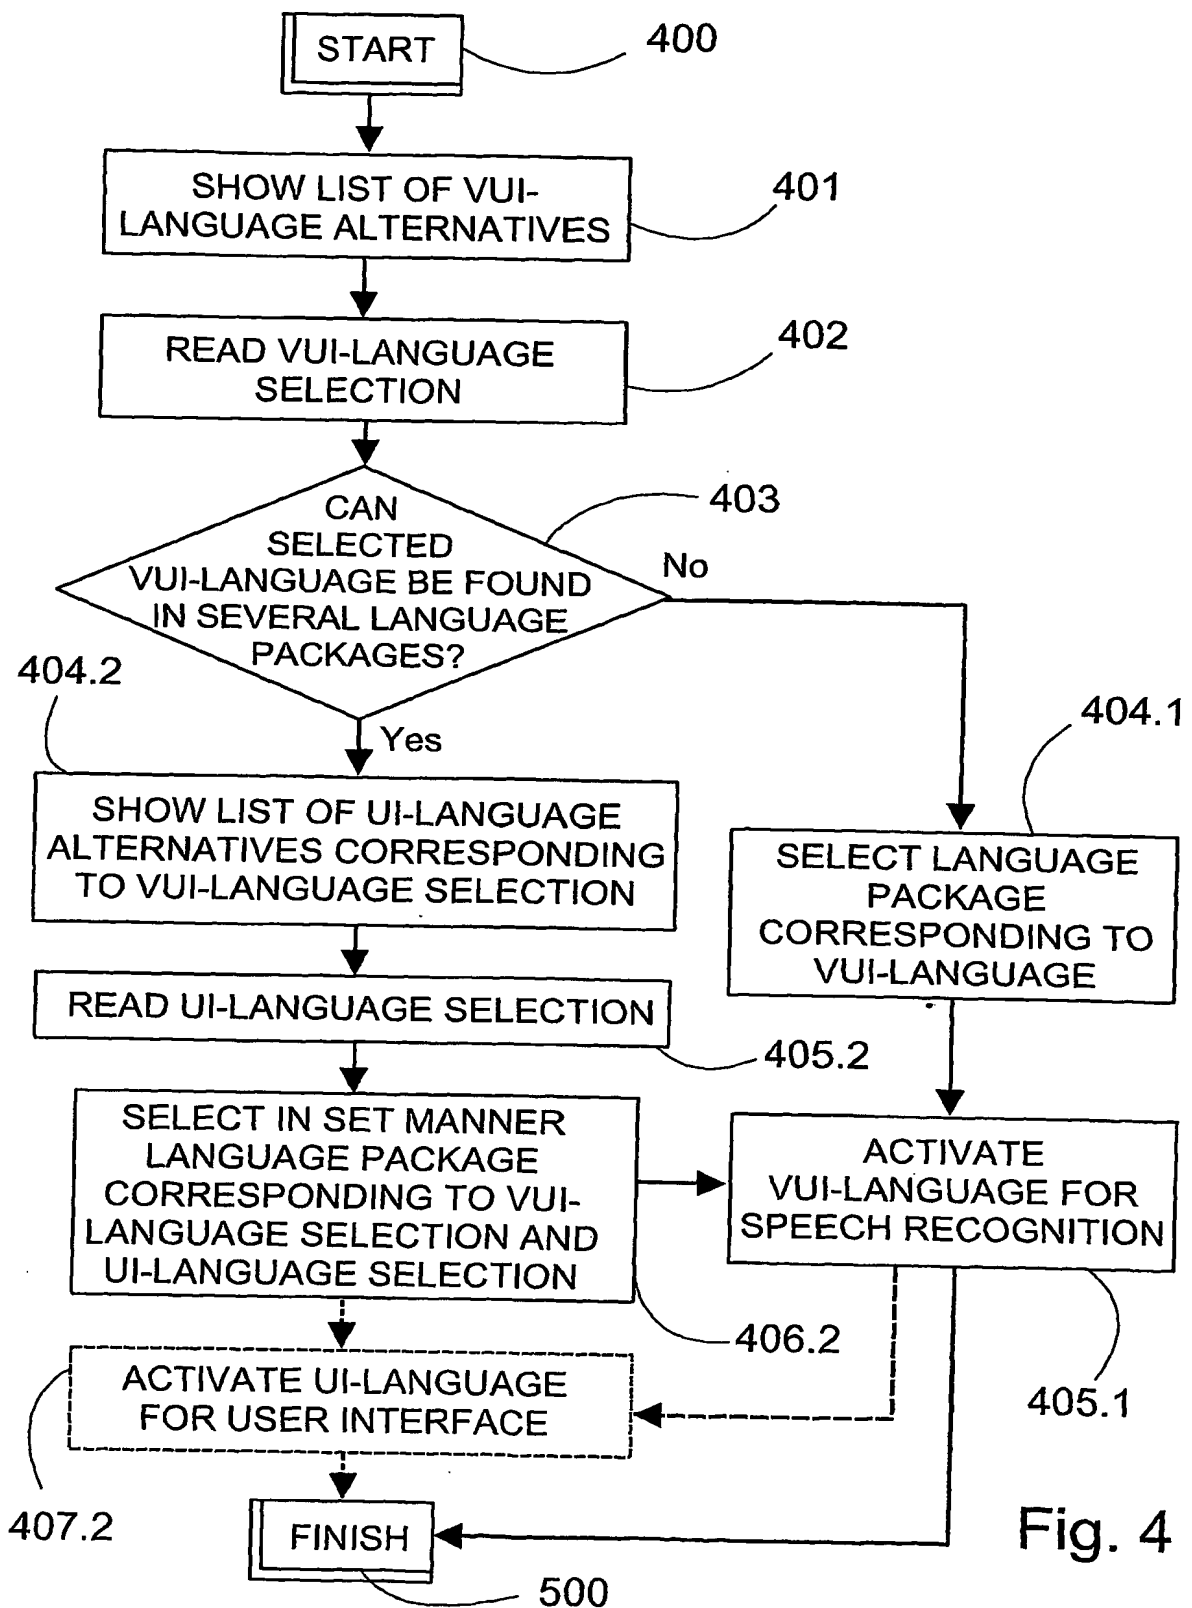 START
400
SHOW LIST OF VUI-
LANGUAGE ALTERNATIVES
401
READ VUI-LANGUAGE
SELECTION
402
CAN
SELECTED
VUI-LANGUAGE BE FOUND
IN SEVERAL LANGUAGE
PACKAGES?
403
No
404.2
Yes
404.1
SHOW LIST OF UI-LANGUAGE
ALTERNATIVES CORRESPONDING
TO VUI-LANGUAGE SELECTION
SELECT LANGUAGE
PACKAGE
CORRESPONDING TO
VUI-LANGUAGE
READ UI-LANGUAGE SELECTION
405.2
SELECT IN SET MANNER
LANGUAGE PACKAGE
CORRESPONDING TO VUI-
LANGUAGE SELECTION AND
UI-LANGUAGE SELECTION
ACTIVATE
VUI-LANGUAGE FOR
SPEECH RECOGNITION
406.2
405.1
ACTIVATE UI-LANGUAGE
FOR USER INTERFACE
407.2
FINISH
500
Fig. 4